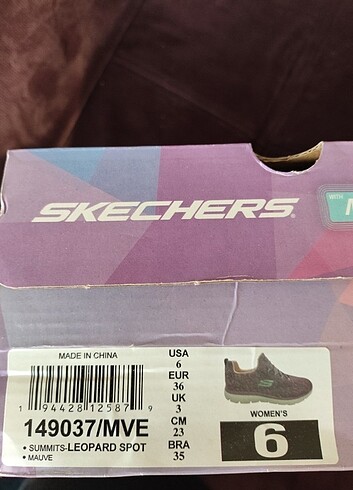 SKECHERS
WITH
MADE IN CHINA
1 94428 12587 9
149037/MVE
• SUMMITS-LEOPARD SPOT
• MAUVE
USA
6
EUR
36
UK
3
CM
23
BRA
35
WOMEN'S
6